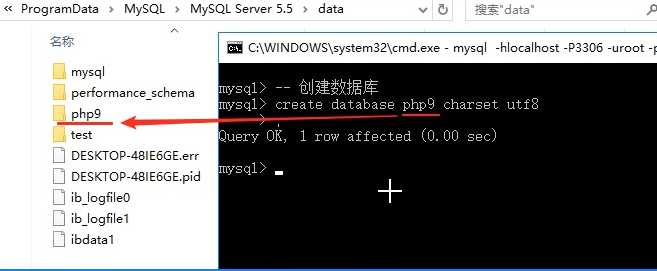 ProgramData > MySQL > MySQL Server 5.5 > data
搜索"data"
名称
mysql
performance_schema
php9
test
DESKTOP-48IE6GE.err
DESKTOP-48IE6GE.pid
ib_logfile0
ib_logfile1
ibdata1
C:\WINDOWS\system32\cmd.exe - mysql -hlocalhost -P3306 -uroot
mysql> -- 创建数据库
mysql> create database php9 charset utf8
Query OK, 1 row affected (0.00 sec)
mysql>